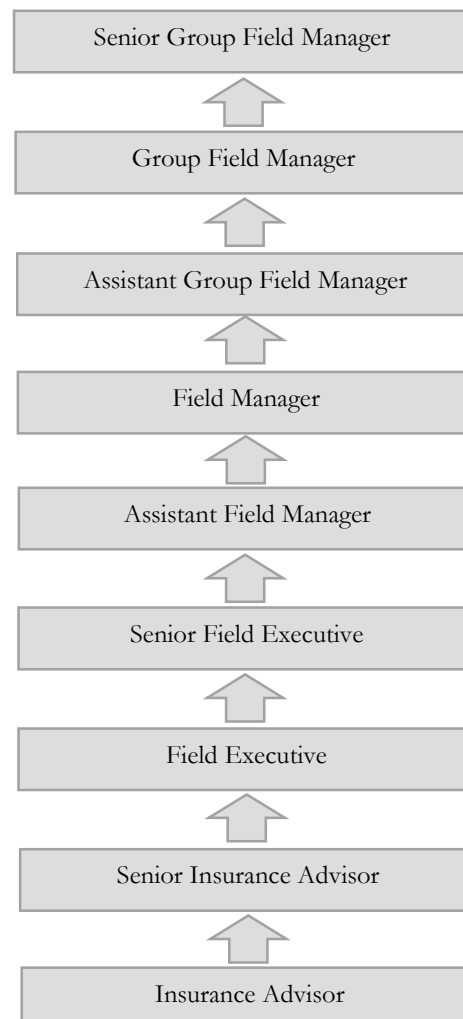 Senior Group Field Manager
Group Field Manager
Assistant Group Field Manager
Field Manager
Assistant Field Manager
Senior Field Executive
Field Executive
Senior Insurance Advisor
Insurance Advisor